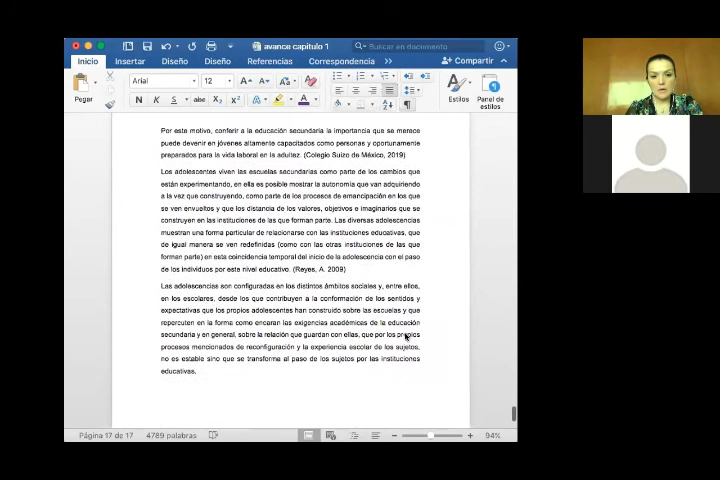 avance capitulo 1
Buscar en documento
Inicio Insertar Diseño Diseño Referencias Correspondencia >> Compartir
Pegar
Arial 12
N K S abc X₂ X² A A
Estilos Panel de estilos
Por este motivo, conferir a la educación secundaria la importancia que se merece
puede devenir en jóvenes altamente capacitados como personas y oportunamente
preparados para la vida laboral en la adultez. (Colegio Suizo de México, 2019)
Los adolescentes viven las escuelas secundarias como parte de los cambios que
están experimentando, en ella es posible mostrar la autonomía que van adquiriendo
a la vez que construyendo, como parte de los procesos de emancipación en los que
se ven envueltos y que los distancia de los valores, objetivos e imaginarios que se
construyen en las instituciones de las que forman parte. Las diversas adolescencias
muestran una forma particular de relacionarse con las instituciones educativas, que
de igual manera se ven redefinidas (como con las otras instituciones de las que
forman parte) en esta coincidencia temporal del inicio de la adolescencia con el paso
de los individuos por este nivel educativo. (Reyes, A. 2009)
Las adolescencias son configuradas en los distintos ámbitos sociales y, entre ellos,
en los escolares, desde los que contribuyen a la conformación de los sentidos y
expectativas que los propios adolescentes han construido sobre las escuelas y que
repercuten en la forma como encaran las exigencias académicas de la educación
secundaria y en general, sobre la relación que guardan con ellas, que por los propios
procesos mencionados de reconfiguración y la experiencia escolar de los sujetos,
no es estable sino que se transforma al paso de los sujetos por las instituciones
educativas.
Página 17 de 17 4789 palabras 94%